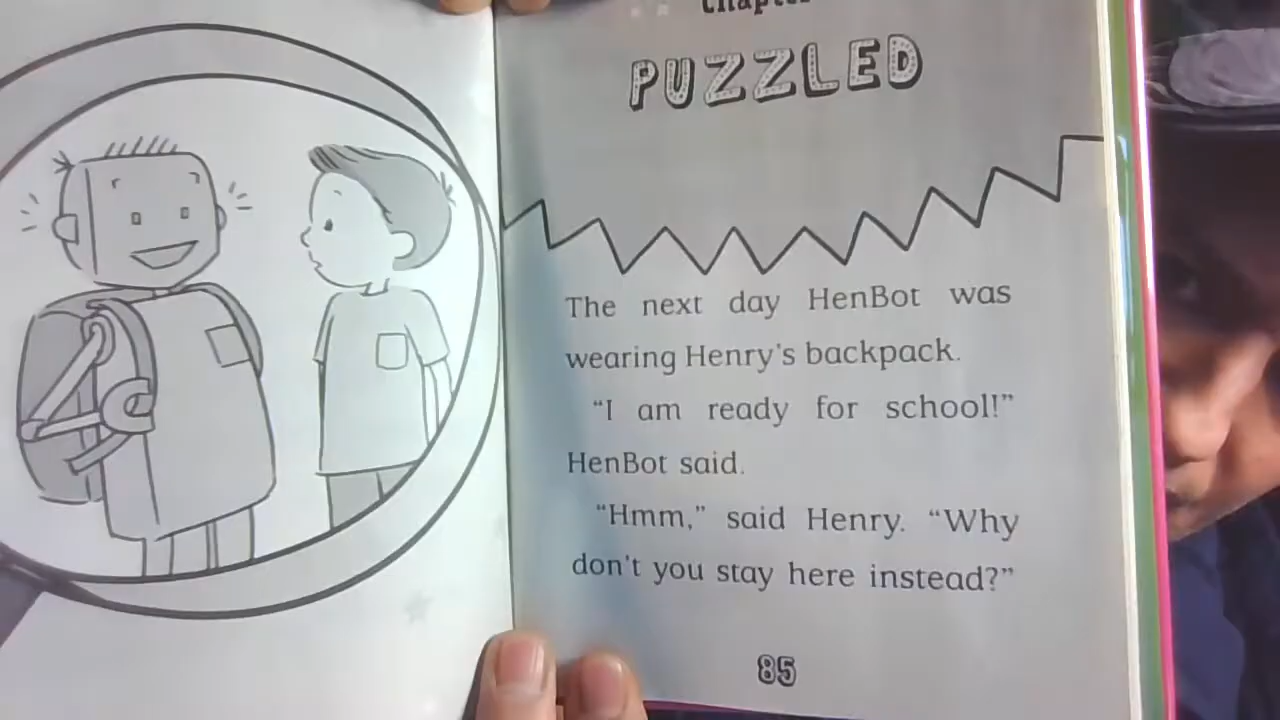 Chapter
PUZZLED
The next day HenBot was
wearing Henry's backpack.
“I am ready for school!”
HenBot said.
“Hmm,” said Henry. “Why
don't you stay here instead?”
85